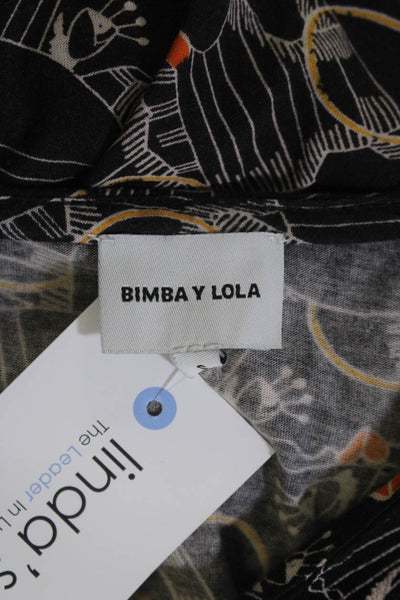 BIMBA Y LOLA
linda's
The Leader In